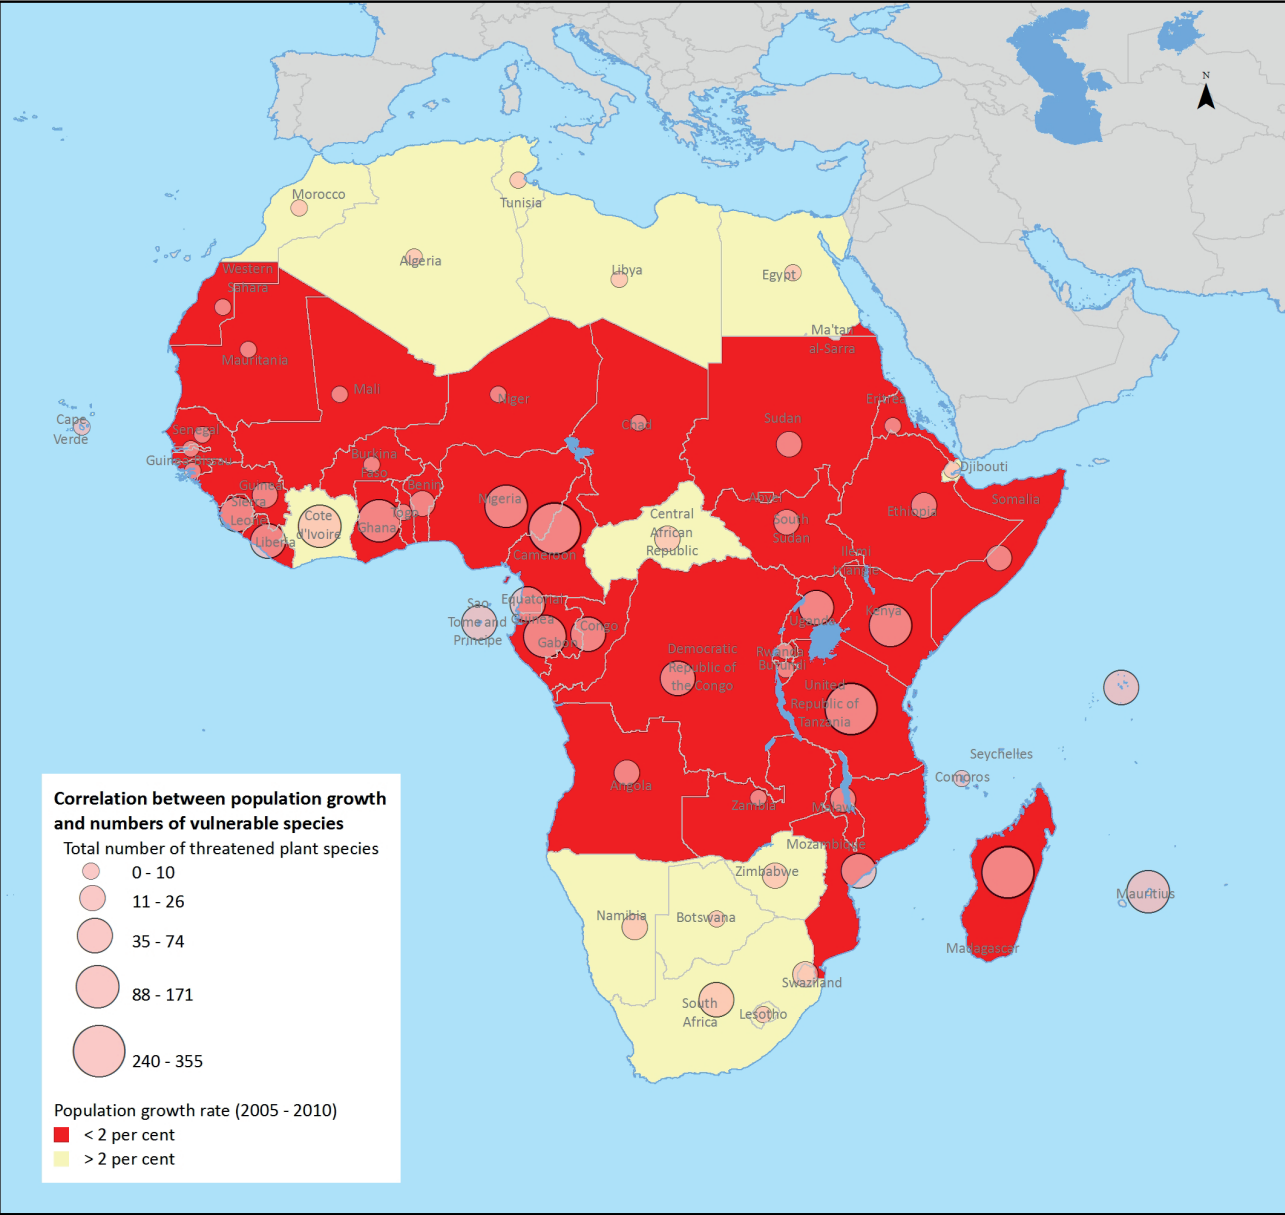 N
Morocco
Tunisia
Algeria
Libya
Egypt
Western
Sahara
Ma'tan
al-Sarra
Mauritania
Mali
Niger
Chad
Sudan
Eritrea
Cape
Verde
Senegal
Guinea-Bissau
Burkina
Faso
Djibouti
Guinea
Sierra
Leone
Liberia
Cote
d'Ivoire
Ghana
Togo
Benin
Nigeria
Cameroon
Central
African
Republic
Abyei
South
Sudan
Ethiopia
Somalia
Ilemi
triangle
Sao
Tome and
Principe
Equatorial
Guinea
Gabon
Congo
Uganda
Kenya
Democratic
Republic of
the Congo
Rwanda
Burundi
United
Republic of
Tanzania
Seychelles
Comoros
Angola
Zambia
Malawi
Mozambique
Zimbabwe
Namibia
Botswana
Mauritius
Madagascar
Swaziland
South
Africa
Lesotho
Correlation between population growth
and numbers of vulnerable species
Total number of threatened plant species
0 - 10
11 - 26
35 - 74
88 - 171
240 - 355
Population growth rate (2005 - 2010)
< 2 per cent
> 2 per cent